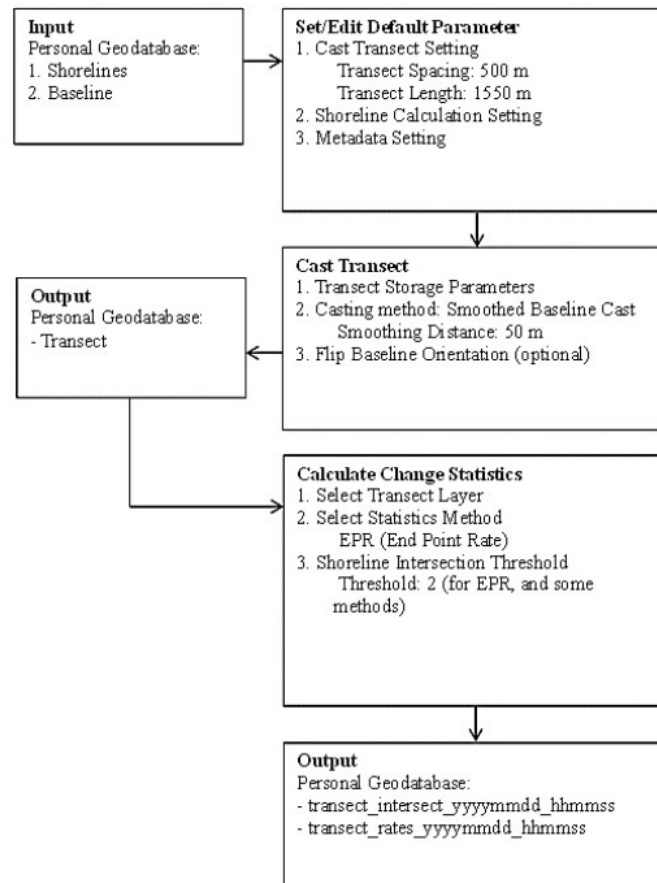 Input
Personal Geodatabase:
1. Shorelines
2. Baseline
Set/Edit Default Parameter
1. Cast Transect Setting
Transect Spacing: 500 m
Transect Length: 1550 m
2. Shoreline Calculation Setting
3. Metadata Setting
Cast Transect
1. Transect Storage Parameters
2. Casting method: Smoothed Baseline Cast
Smoothing Distance: 50 m
3. Flip Baseline Orientation (optional)
Output
Personal Geodatabase:
- Transect
Calculate Change Statistics
1. Select Transect Layer
2. Select Statistics Method
EPR (End Point Rate)
3. Shoreline Intersection Threshold
Threshold: 2 (for EPR, and some
methods)
Output
Personal Geodatabase:
- transect_intersect_yyyymmdd_hhmmss
- transect_rates_yyyymmdd_hhmmss